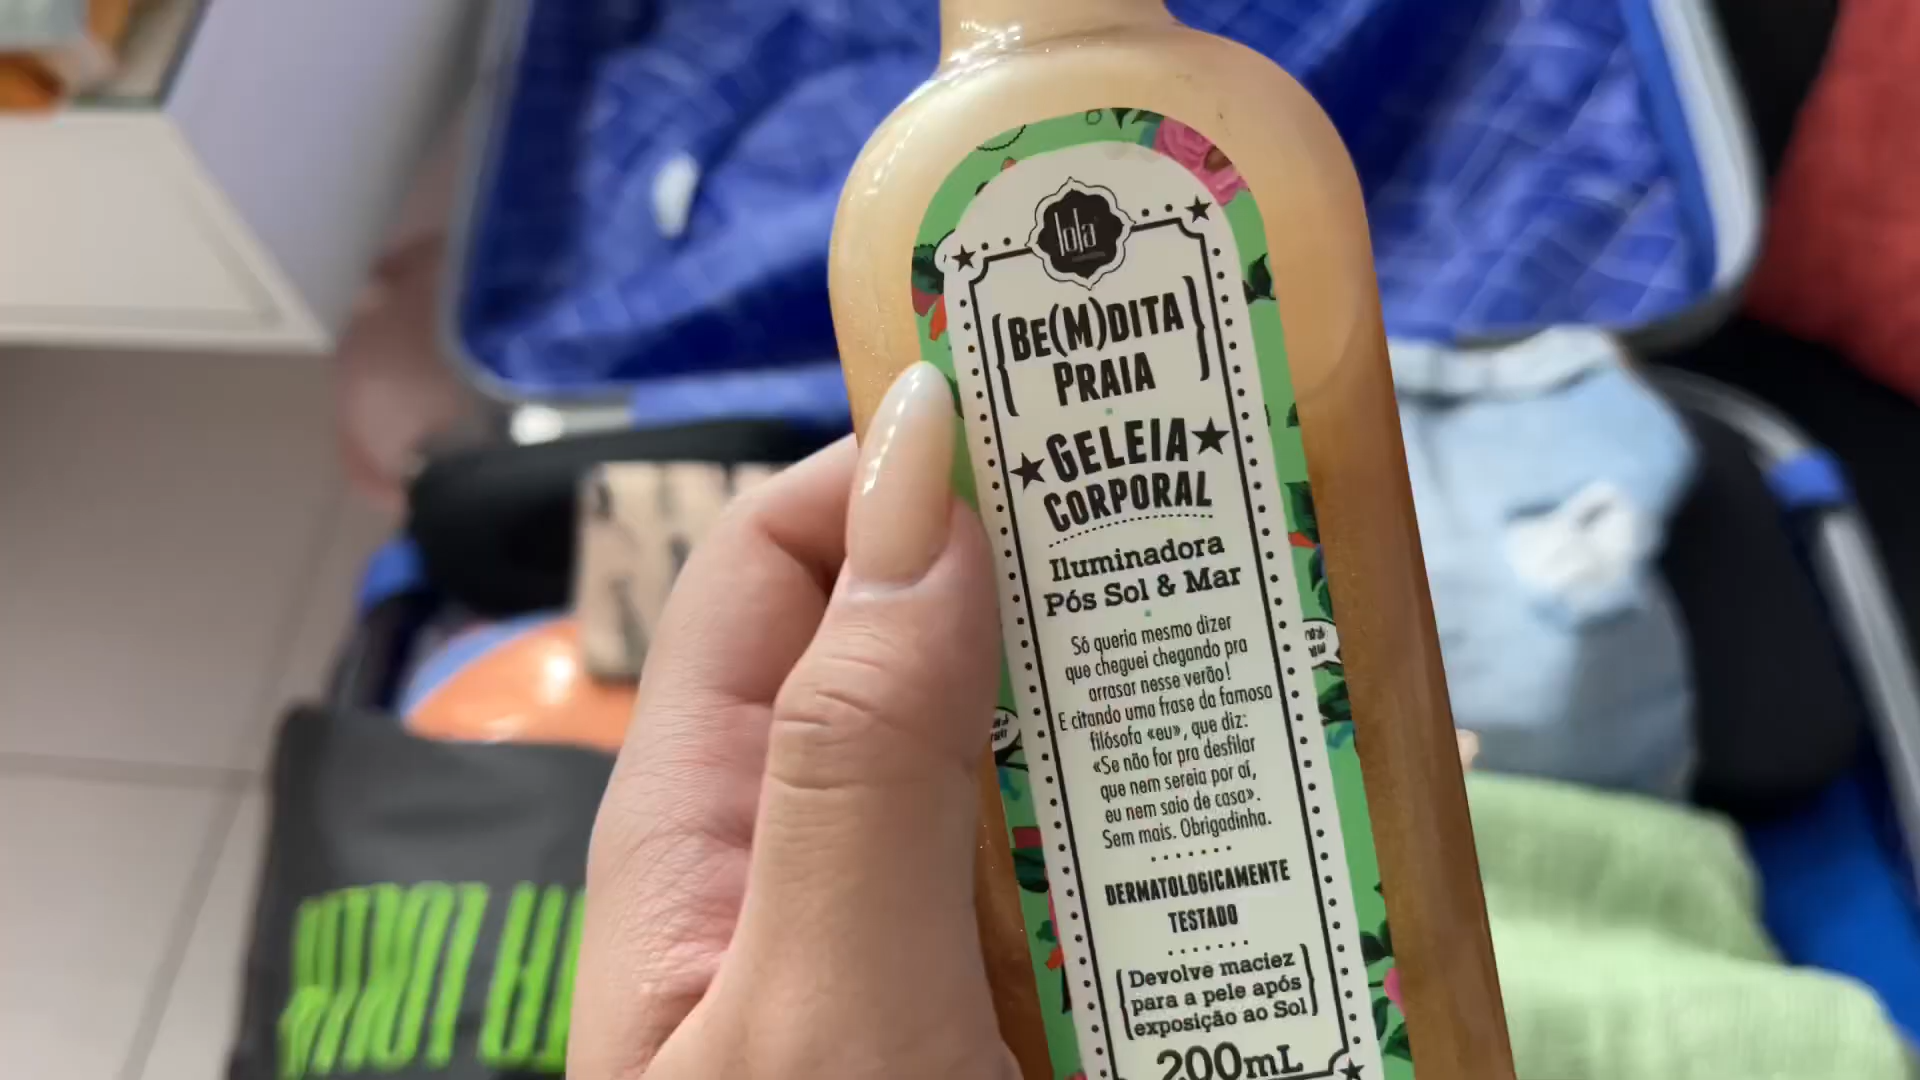 lola
BE(M)DITA
PRAIA
GELEIA
CORPORAL
Iluminadora
Pós Sol & Mar
Só queria mesmo dizer
que cheguei chegando pra
arrasar nesse verão!
E citando uma frase da famosa
filósofa «eu», que diz:
«Se não for pra desfilar
que nem sereia por aí,
eu nem saio de casa».
Sem mais. Obrigadinha.
DERMATOLOGICAMENTE
TESTADO
Devolve maciez
para a pele após
exposição ao Sol
200mL